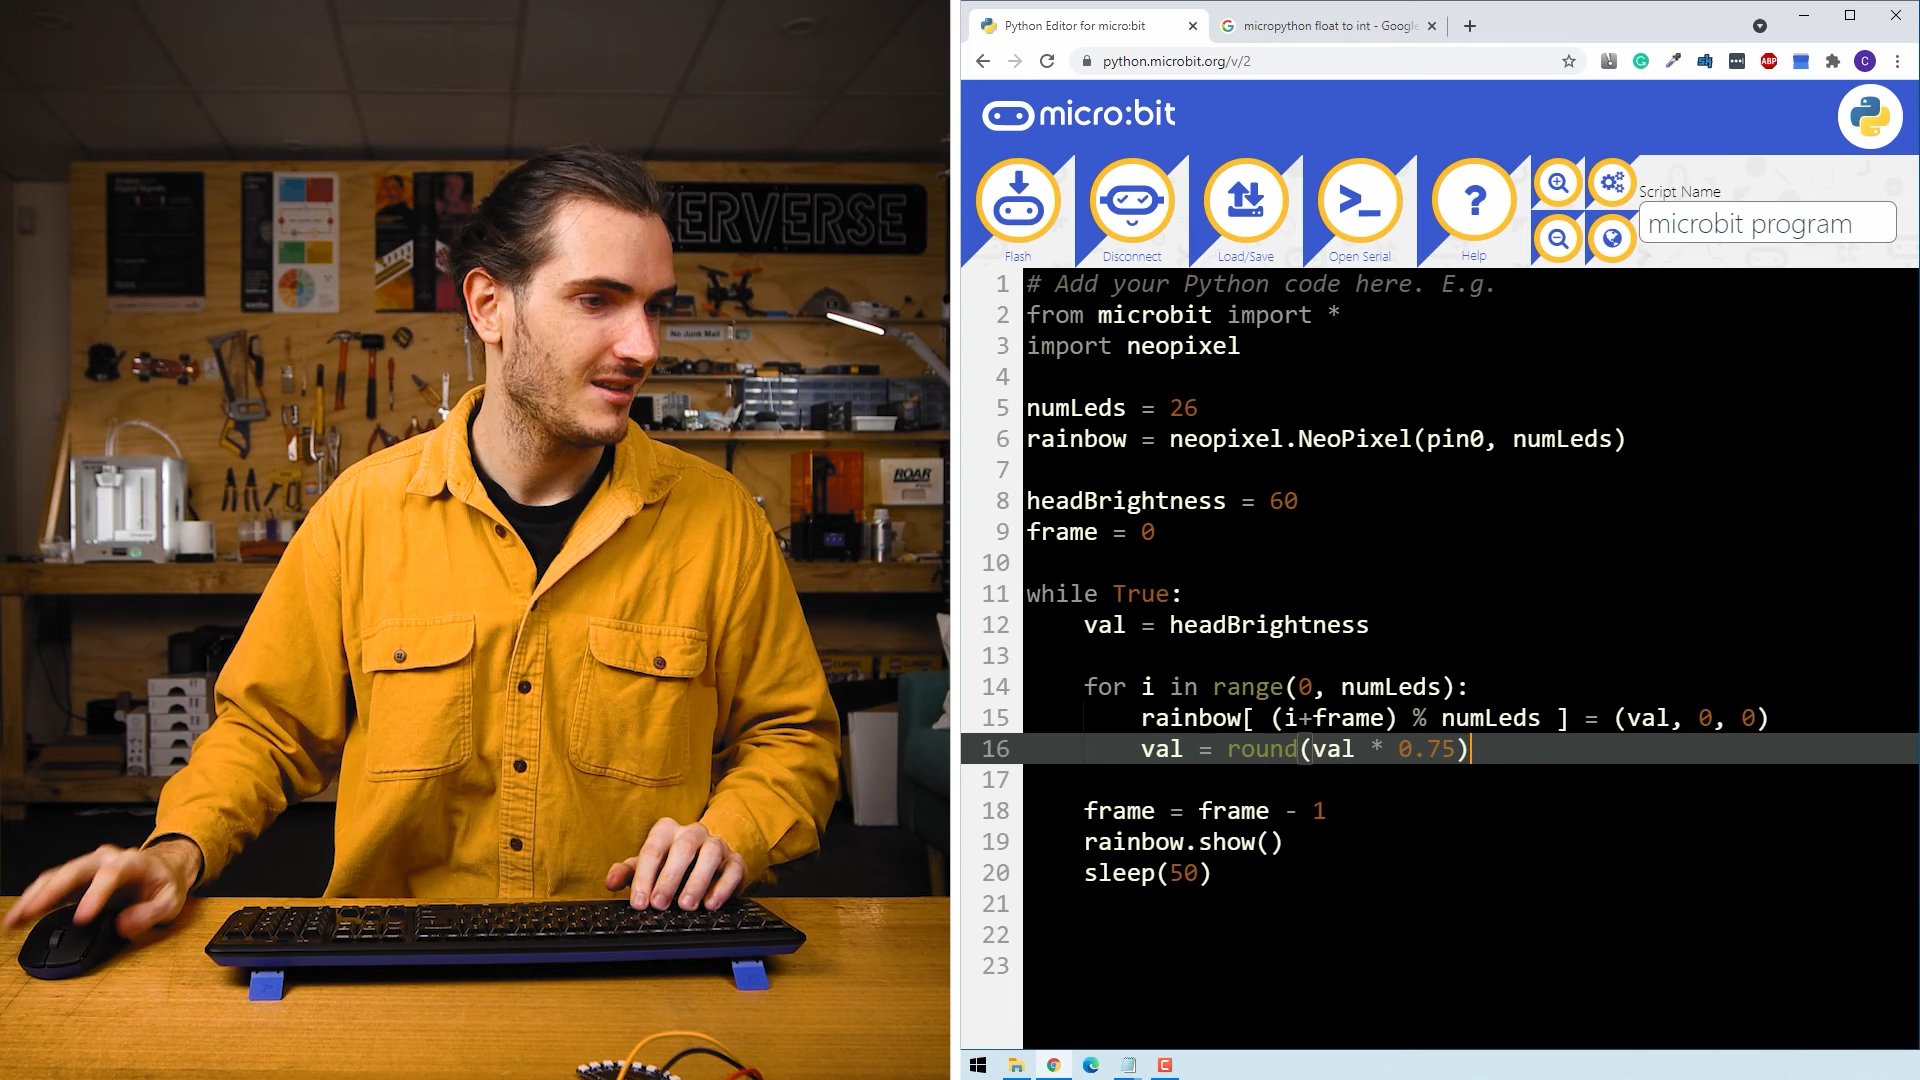 KERVERSE
No Junk Mail
ROAR
Python Editor for micro:bit
micropython float to int - Google
python.microbit.org/v/2
ABP
C
micro:bit
Flash
Disconnect
Load/Save
Open Serial
Help
Script Name
microbit program
1 # Add your Python code here. E.g.
2 from microbit import *
3 import neopixel
4
5 numLeds = 26
6 rainbow = neopixel.NeoPixel(pin0, numLeds)
7
8 headBrightness = 60
9 frame = 0
10
11 while True:
12 val = headBrightness
13
14 for i in range(0, numLeds):
15 rainbow[ (i+frame) % numLeds ] = (val, 0, 0)
16 val = round(val * 0.75)
17
18 frame = frame - 1
19 rainbow.show()
20 sleep(50)
21
22
23